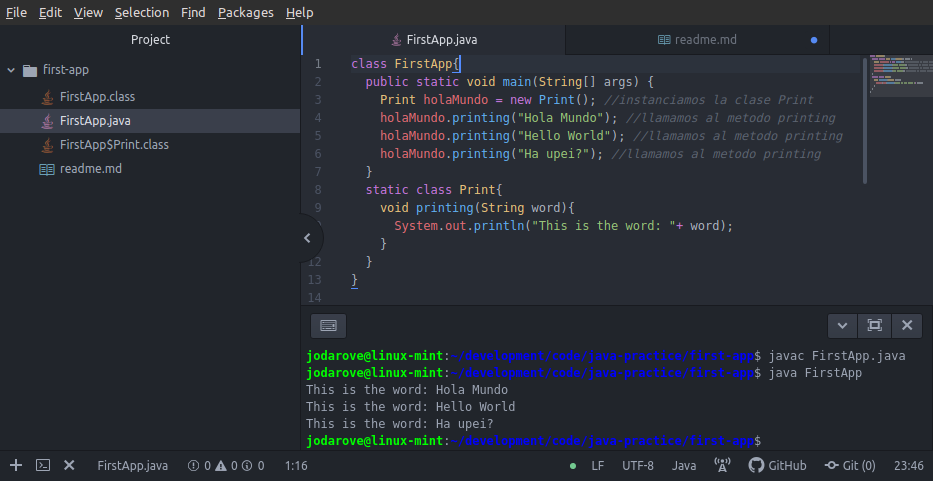 File Edit View Selection Find Packages Help
Project
first-app
FirstApp.class
FirstApp.java
FirstApp$Print.class
readme.md
FirstApp.java readme.md
1 class FirstApp{
2 public static void main(String[] args) {
3 Print holaMundo = new Print(); //instanciamos la clase Print
4 holaMundo.printing("Hola Mundo"); //llamamos al metodo printing
5 holaMundo.printing("Hello World"); //llamamos al metodo printing
6 holaMundo.printing("Ha upei?"); //llamamos al metodo printing
7 }
8 static class Print{
9 void printing(String word){
System.out.println("This is the word: "+ word);
}
12 }
13 }
14
jodarove@linux-mint:~/development/code/java-practice/first-app$ javac FirstApp.java
jodarove@linux-mint:~/development/code/java-practice/first-app$ java FirstApp
This is the word: Hola Mundo
This is the word: Hello World
This is the word: Ha upei?
jodarove@linux-mint:~/development/code/java-practice/first-app$
FirstApp.java 0 0 0 1:16 LF UTF-8 Java GitHub Git (0) 23:46